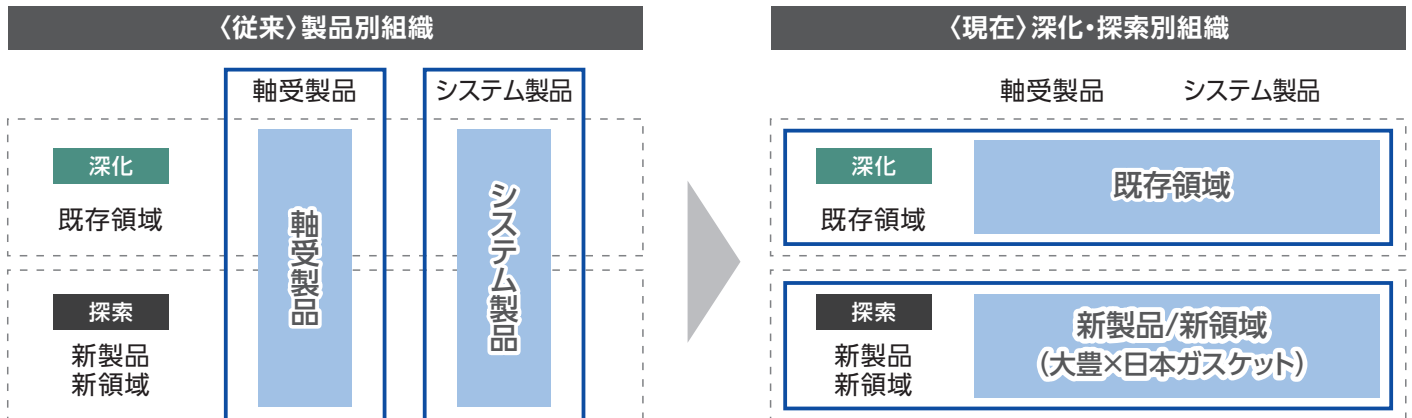 〈従来〉製品別組織
軸受製品
システム製品
深化
既存領域
探索
新製品
新領域
軸受製品
システム製品
〈現在〉深化・探索別組織
軸受製品
システム製品
深化
既存領域
既存領域
探索
新製品
新領域
新製品/新領域
(大豊×日本ガスケット)